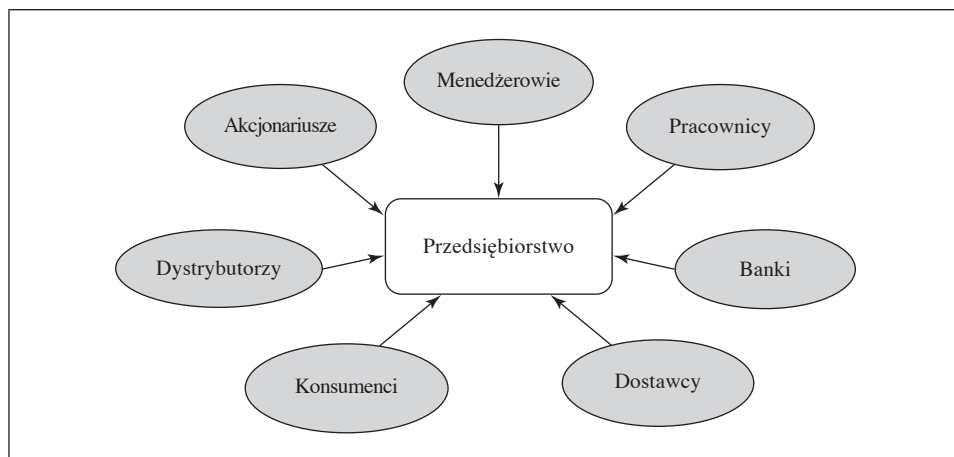 Menedżerowie
Akcjonariusze
Pracownicy
Przedsiębiorstwo
Dystrybutorzy
Banki
Konsumenci
Dostawcy